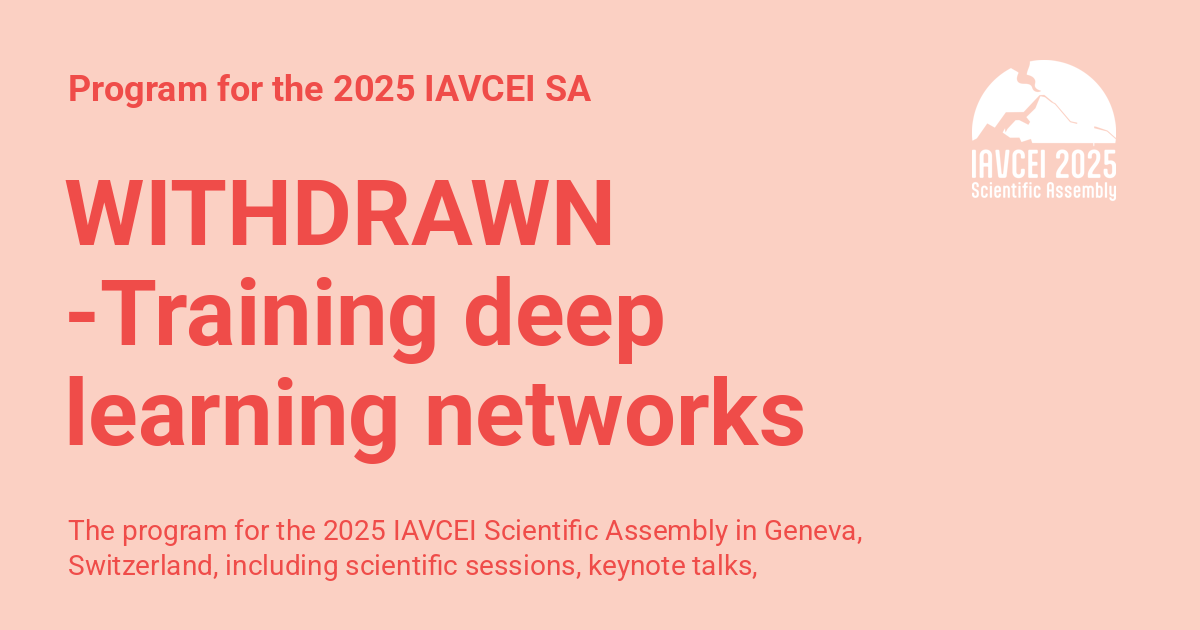 Program for the 2025 IAVCEI SA
IAVCEI 2025
Scientific Assembly
WITHDRAWN
-Training deep
learning networks
The program for the 2025 IAVCEI Scientific Assembly in Geneva,
Switzerland, including scientific sessions, keynote talks,